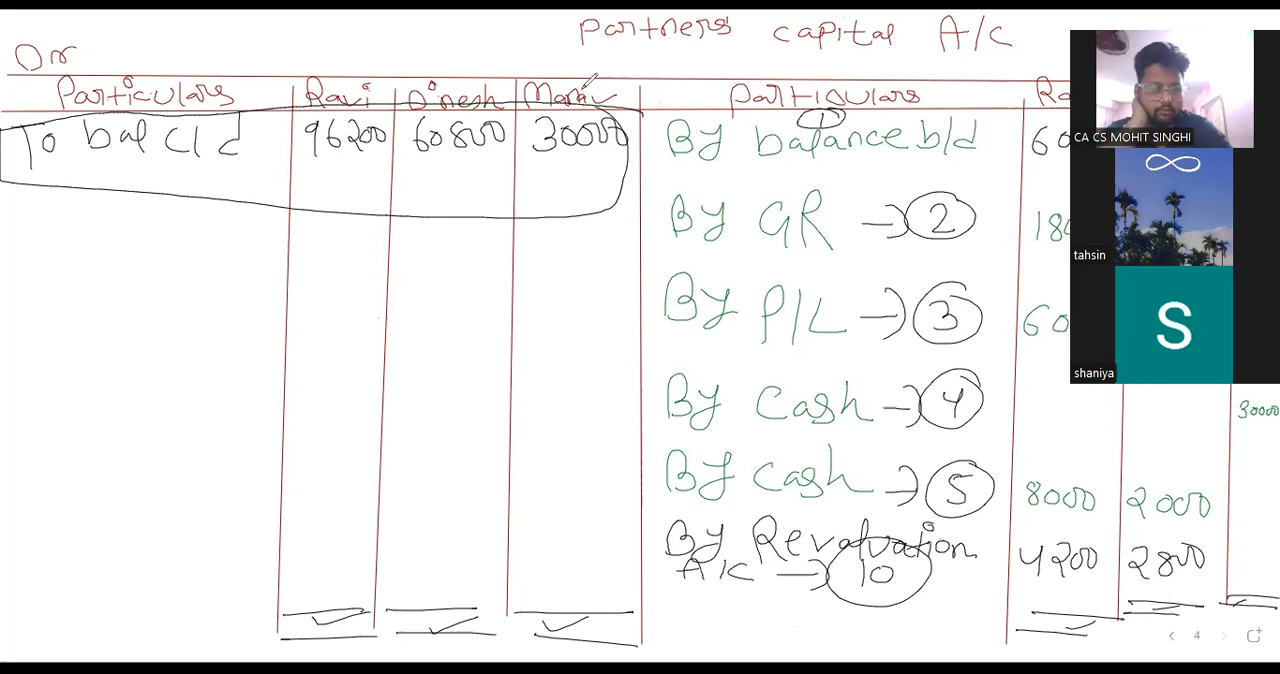 Partners capital A/C
Dr
Particulars Ravi Dinesh Particulars
To bal c/d 96200 60800 30000 By balance b/d 1
By GR → 2
By P/L → 3
By Cash → 4 30000
By Cash → 5 8000 2000
By Revaluation 4200 2800
A/C → 10
CA CS MOHIT SINGHI
tahsin
S
shaniya
4